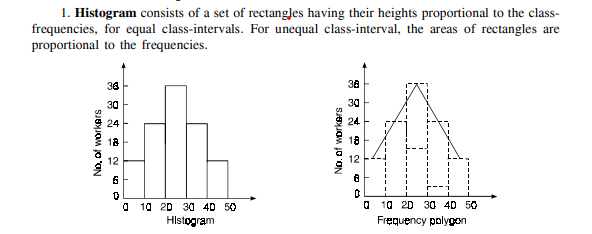 1. Histogram consists of a set of rectangles having their heights proportional to the class-
frequencies, for equal class-intervals. For unequal class-interval, the areas of rectangles are
proportional to the frequencies.
No. of workers
36
30
24
18
12
6
0
0 10 20 30 40 50
Histogram
No. of workers
36
30
24
18
12
6
0
0 10 20 30 40 50
Frequency polygon